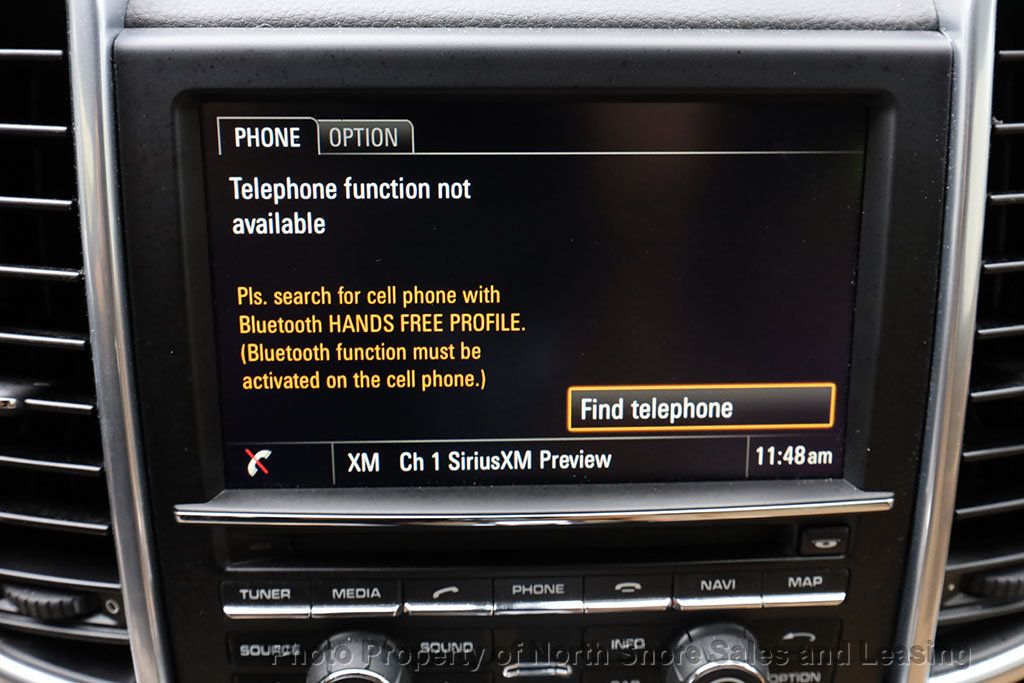 PHONE OPTION
Telephone function not
available
Pls. search for cell phone with
Bluetooth HANDS FREE PROFILE.
(Bluetooth function must be
activated on the cell phone.)
Find telephone
XM Ch 1 SiriusXM Preview 11:48am
TUNER MEDIA PHONE NAVI MAP
SOURCE SOUND INFO
OPTION
CAR
Photo Property of North Shore Sales and Leasing